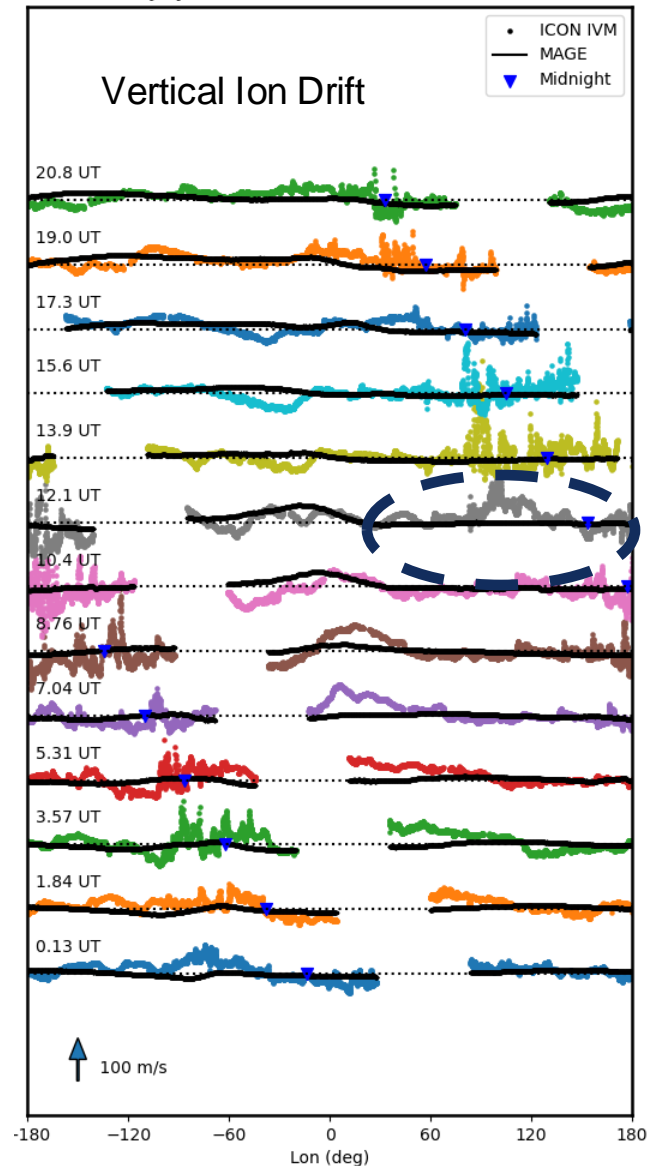 ICON IVM
MAGE
Midnight
Vertical Ion Drift
20.8 UT
19.0 UT
17.3 UT
15.6 UT
13.9 UT
12.1 UT
10.4 UT
8.76 UT
7.04 UT
5.31 UT
3.57 UT
1.84 UT
0.13 UT
100 m/s
-180 -120 -60 0 60 120 180
Lon (deg)